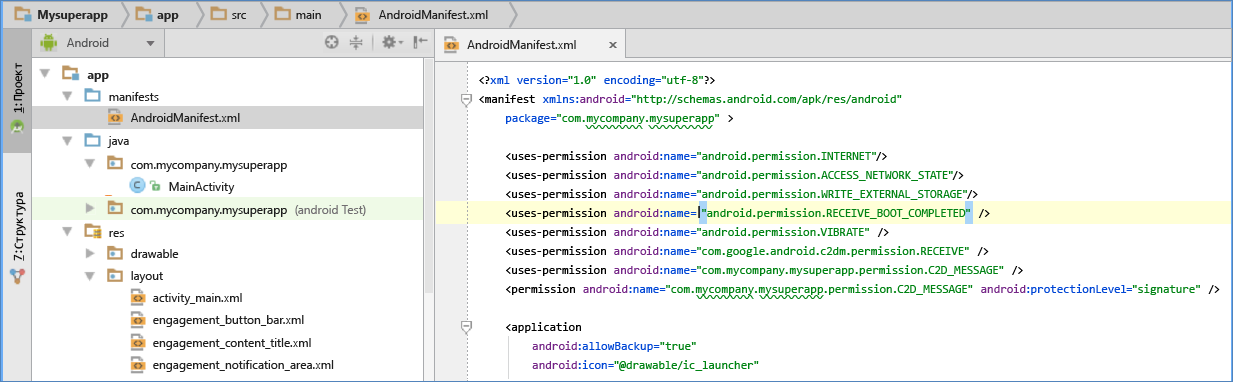 Mysuperapp app src main AndroidManifest.xml
Android
1: Проект
7: Структура
app
manifests
AndroidManifest.xml
java
com.mycompany.mysuperapp
MainActivity
com.mycompany.mysuperapp (android Test)
res
drawable
layout
activity_main.xml
engagement_button_bar.xml
engagement_content_title.xml
engagement_notification_area.xml
AndroidManifest.xml
<?xml version="1.0" encoding="utf-8"?>
<manifest xmlns:android="http://schemas.android.com/apk/res/android"
package="com.mycompany.mysuperapp" >
<uses-permission android:name="android.permission.INTERNET"/>
<uses-permission android:name="android.permission.ACCESS_NETWORK_STATE"/>
<uses-permission android:name="android.permission.WRITE_EXTERNAL_STORAGE"/>
<uses-permission android:name="android.permission.RECEIVE_BOOT_COMPLETED" />
<uses-permission android:name="android.permission.VIBRATE" />
<uses-permission android:name="com.google.android.c2dm.permission.RECEIVE" />
<uses-permission android:name="com.mycompany.mysuperapp.permission.C2D_MESSAGE" />
<permission android:name="com.mycompany.mysuperapp.permission.C2D_MESSAGE" android:protectionLevel="signature" />
<application
android:allowBackup="true"
android:icon="@drawable/ic_launcher"